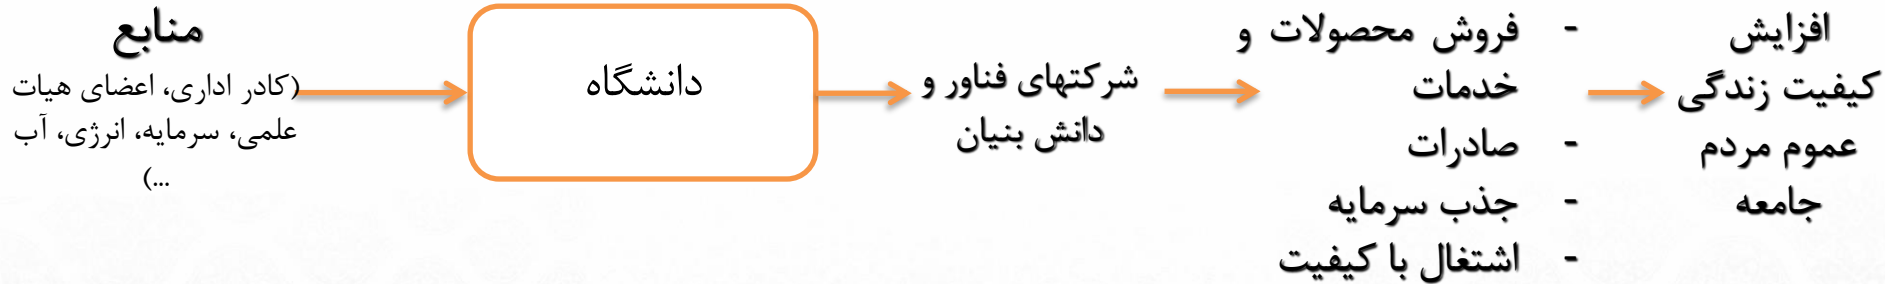 منابع
(کادر اداری، اعضای هیات
علمی، سرمایه، انرژی، آب
...)
دانشگاه
شرکتهای فناور و
دانش بنیان
- فروش محصولات و
خدمات
- صادرات
- جذب سرمایه
- اشتغال با کیفیت
افزایش
کیفیت زندگی
عموم مردم
جامعه